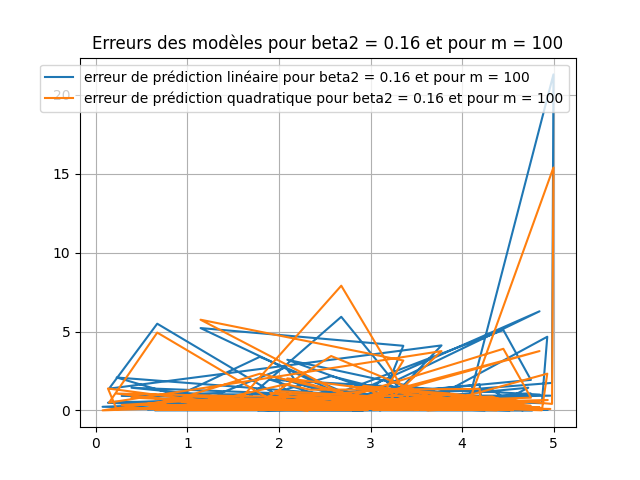 Erreurs des modèles pour beta2 = 0.16 et pour m = 100
erreur de prédiction linéaire pour beta2 = 0.16 et pour m = 100
erreur de prédiction quadratique pour beta2 = 0.16 et pour m = 100
20
15
10
5
0
0 1 2 3 4 5